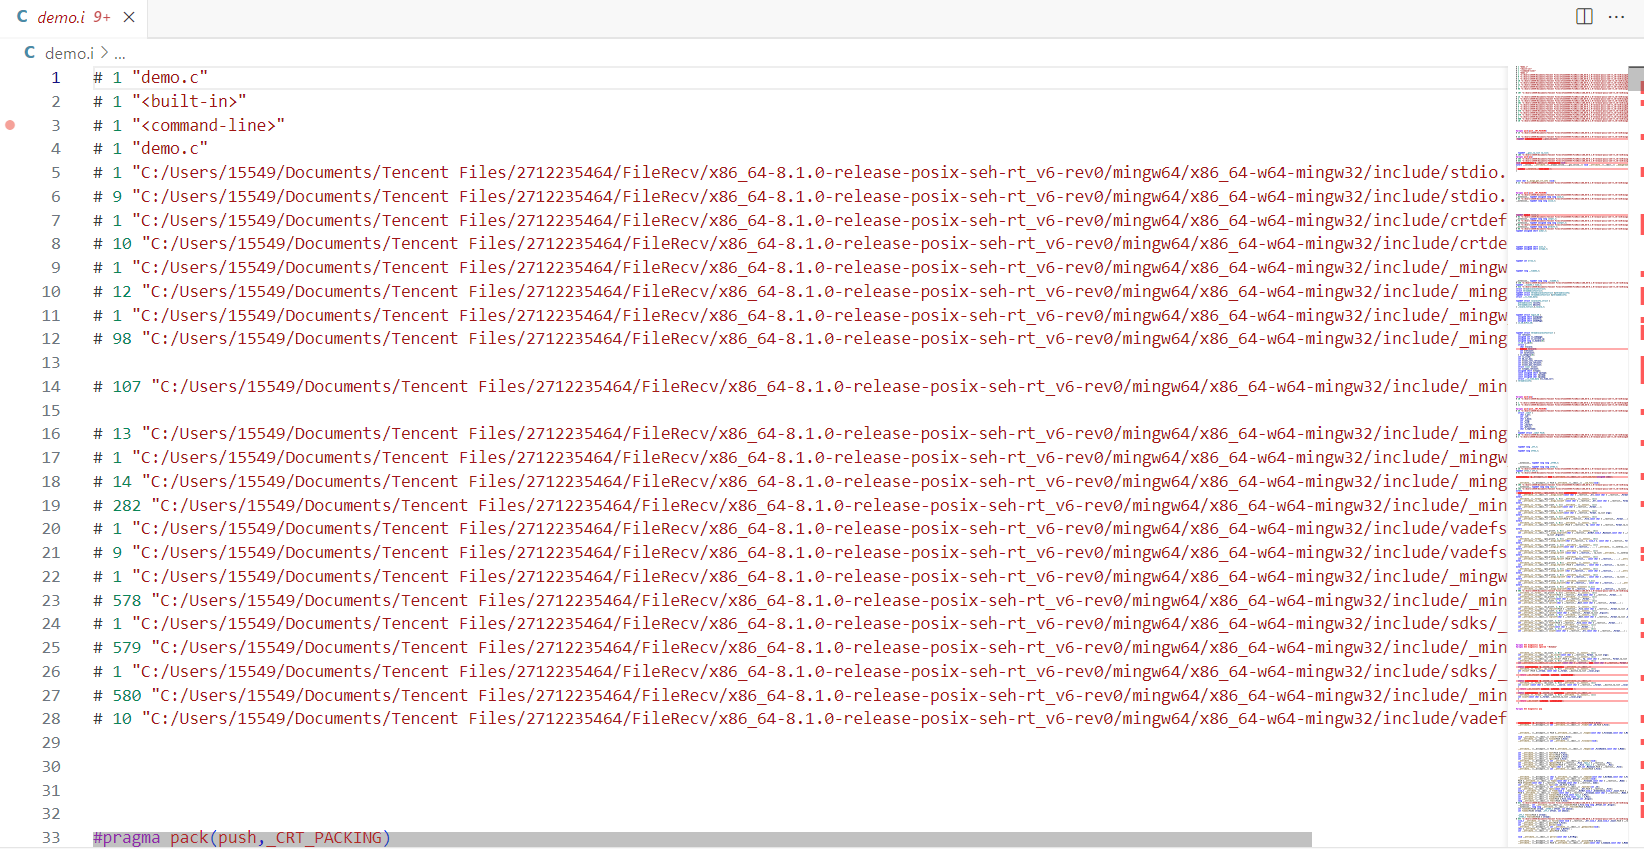 C demo.i 9+ ×
C demo.i > ...
1 # 1 "demo.c"
2 # 1 "<built-in>"
3 # 1 "<command-line>"
4 # 1 "demo.c"
5 # 1 "C:/Users/15549/Documents/Tencent Files/2712235464/FileRecv/x86_64-8.1.0-release-posix-seh-rt_v6-rev0/mingw64/x86_64-w64-mingw32/include/stdio.
6 # 9 "C:/Users/15549/Documents/Tencent Files/2712235464/FileRecv/x86_64-8.1.0-release-posix-seh-rt_v6-rev0/mingw64/x86_64-w64-mingw32/include/stdio.
7 # 1 "C:/Users/15549/Documents/Tencent Files/2712235464/FileRecv/x86_64-8.1.0-release-posix-seh-rt_v6-rev0/mingw64/x86_64-w64-mingw32/include/crtdef
8 # 10 "C:/Users/15549/Documents/Tencent Files/2712235464/FileRecv/x86_64-8.1.0-release-posix-seh-rt_v6-rev0/mingw64/x86_64-w64-mingw32/include/crtde
9 # 1 "C:/Users/15549/Documents/Tencent Files/2712235464/FileRecv/x86_64-8.1.0-release-posix-seh-rt_v6-rev0/mingw64/x86_64-w64-mingw32/include/_mingw
10 # 12 "C:/Users/15549/Documents/Tencent Files/2712235464/FileRecv/x86_64-8.1.0-release-posix-seh-rt_v6-rev0/mingw64/x86_64-w64-mingw32/include/_ming
11 # 1 "C:/Users/15549/Documents/Tencent Files/2712235464/FileRecv/x86_64-8.1.0-release-posix-seh-rt_v6-rev0/mingw64/x86_64-w64-mingw32/include/_mingw
12 # 98 "C:/Users/15549/Documents/Tencent Files/2712235464/FileRecv/x86_64-8.1.0-release-posix-seh-rt_v6-rev0/mingw64/x86_64-w64-mingw32/include/_ming
13
14 # 107 "C:/Users/15549/Documents/Tencent Files/2712235464/FileRecv/x86_64-8.1.0-release-posix-seh-rt_v6-rev0/mingw64/x86_64-w64-mingw32/include/_min
15
16 # 13 "C:/Users/15549/Documents/Tencent Files/2712235464/FileRecv/x86_64-8.1.0-release-posix-seh-rt_v6-rev0/mingw64/x86_64-w64-mingw32/include/_ming
17 # 1 "C:/Users/15549/Documents/Tencent Files/2712235464/FileRecv/x86_64-8.1.0-release-posix-seh-rt_v6-rev0/mingw64/x86_64-w64-mingw32/include/_mingw
18 # 14 "C:/Users/15549/Documents/Tencent Files/2712235464/FileRecv/x86_64-8.1.0-release-posix-seh-rt_v6-rev0/mingw64/x86_64-w64-mingw32/include/_ming
19 # 282 "C:/Users/15549/Documents/Tencent Files/2712235464/FileRecv/x86_64-8.1.0-release-posix-seh-rt_v6-rev0/mingw64/x86_64-w64-mingw32/include/_min
20 # 1 "C:/Users/15549/Documents/Tencent Files/2712235464/FileRecv/x86_64-8.1.0-release-posix-seh-rt_v6-rev0/mingw64/x86_64-w64-mingw32/include/vadefs
21 # 9 "C:/Users/15549/Documents/Tencent Files/2712235464/FileRecv/x86_64-8.1.0-release-posix-seh-rt_v6-rev0/mingw64/x86_64-w64-mingw32/include/vadefs
22 # 1 "C:/Users/15549/Documents/Tencent Files/2712235464/FileRecv/x86_64-8.1.0-release-posix-seh-rt_v6-rev0/mingw64/x86_64-w64-mingw32/include/_mingw
23 # 578 "C:/Users/15549/Documents/Tencent Files/2712235464/FileRecv/x86_64-8.1.0-release-posix-seh-rt_v6-rev0/mingw64/x86_64-w64-mingw32/include/_min
24 # 1 "C:/Users/15549/Documents/Tencent Files/2712235464/FileRecv/x86_64-8.1.0-release-posix-seh-rt_v6-rev0/mingw64/x86_64-w64-mingw32/include/sdks/_
25 # 579 "C:/Users/15549/Documents/Tencent Files/2712235464/FileRecv/x86_64-8.1.0-release-posix-seh-rt_v6-rev0/mingw64/x86_64-w64-mingw32/include/_min
26 # 1 "C:/Users/15549/Documents/Tencent Files/2712235464/FileRecv/x86_64-8.1.0-release-posix-seh-rt_v6-rev0/mingw64/x86_64-w64-mingw32/include/sdks/_
27 # 580 "C:/Users/15549/Documents/Tencent Files/2712235464/FileRecv/x86_64-8.1.0-release-posix-seh-rt_v6-rev0/mingw64/x86_64-w64-mingw32/include/_min
28 # 10 "C:/Users/15549/Documents/Tencent Files/2712235464/FileRecv/x86_64-8.1.0-release-posix-seh-rt_v6-rev0/mingw64/x86_64-w64-mingw32/include/vadef
29
30
31
32
33 #pragma pack(push,_CRT_PACKING)